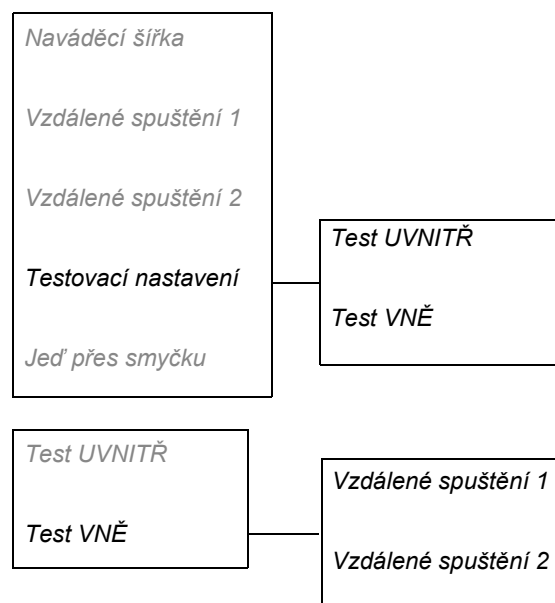 Naváděcí šířka
Vzdálené spuštění 1
Vzdálené spuštění 2
Testovací nastavení
Jeď přes smyčku
Test UVNITŘ
Test VNĚ
Test UVNITŘ
Test VNĚ
Vzdálené spuštění 1
Vzdálené spuštění 2